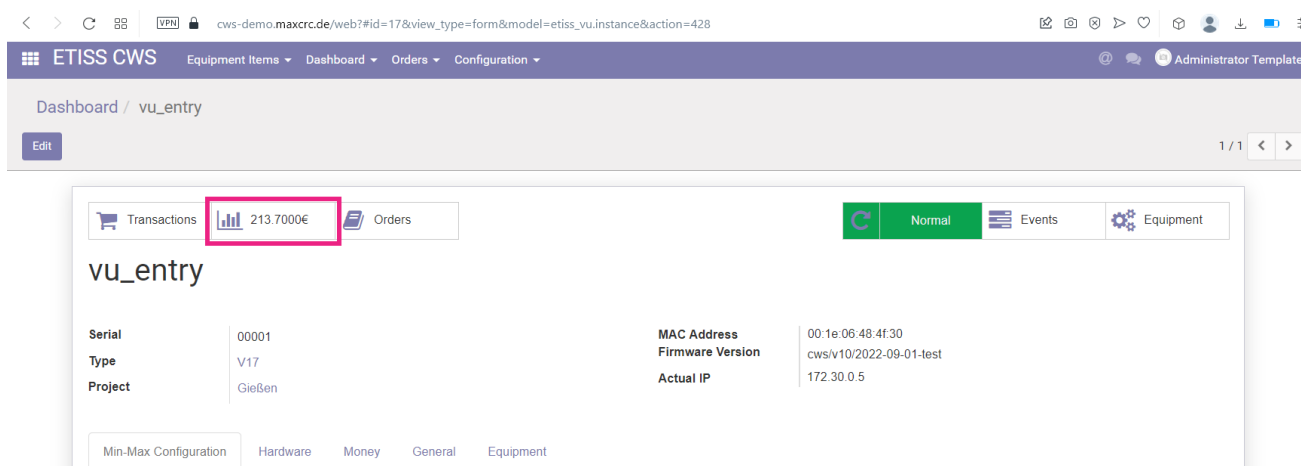 VPN cws-demo.maxcrc.de/web?#id=17&view_type=form&model=etiss_vu.instance&action=428
ETISS CWS Equipment Items Dashboard Orders Configuration @ Administrator Template
Dashboard / vu_entry
Edit 1 / 1
Transactions 213.7000€ Orders Normal Events Equipment
vu_entry
Serial 00001 MAC Address 00:1e:06:48:4f:30
Type V17 Firmware Version cws/v10/2022-09-01-test
Project Gießen Actual IP 172.30.0.5
Min-Max Configuration Hardware Money General Equipment